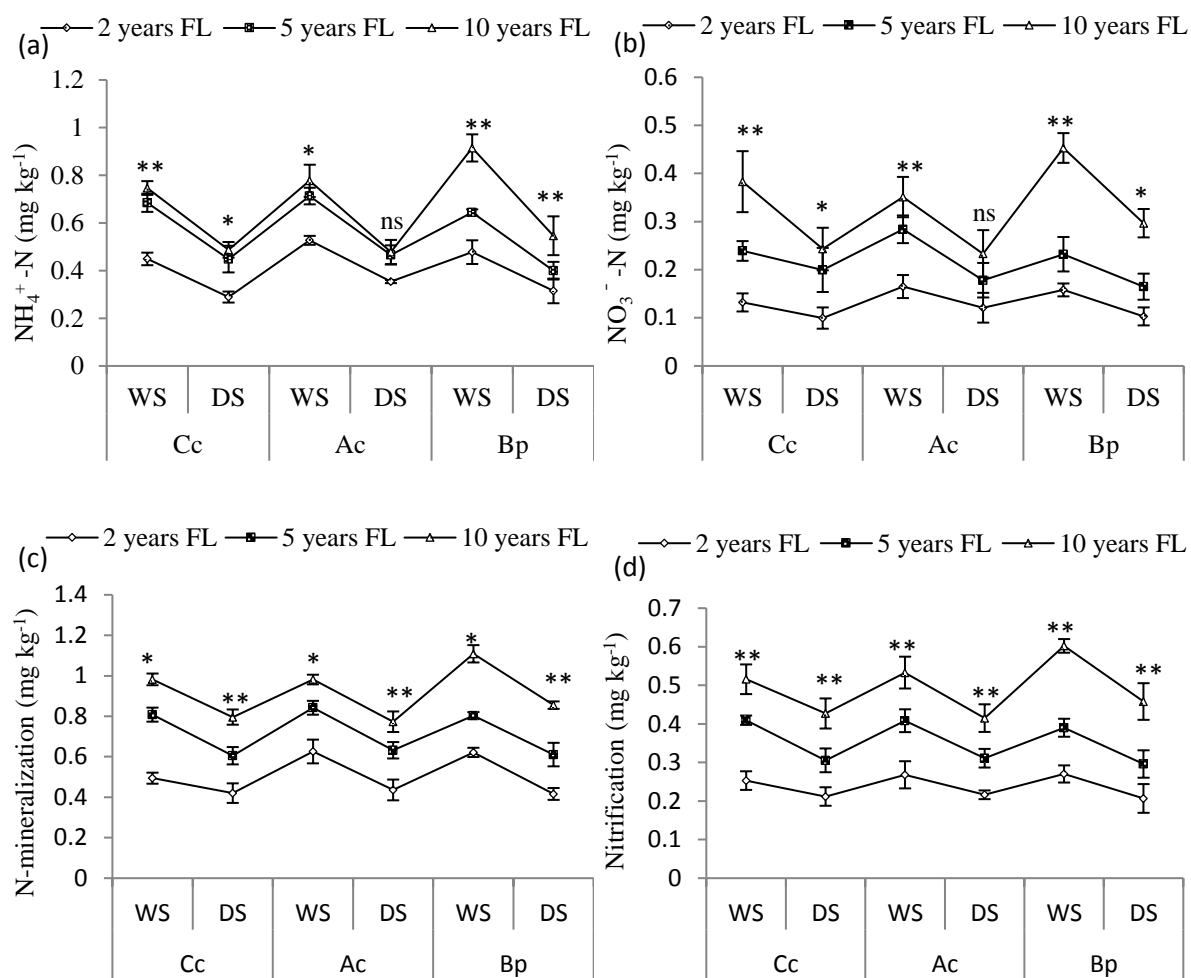 (a) 2 years FL 5 years FL 10 years FL
NH₄⁺ -N (mg kg⁻¹)
1.2
1
0.8
0.6
0.4
0.2
0
** * * ns ** **
WS DS WS DS WS DS
Cc Ac Bp
(b) 2 years FL 5 years FL 10 years FL
NO₃⁻ -N (mg kg⁻¹)
0.6
0.5
0.4
0.3
0.2
0.1
0
** * ** ns ** *
WS DS WS DS WS DS
Cc Ac Bp
(c) 2 years FL 5 years FL 10 years FL
N-mineralization (mg kg⁻¹)
1.4
1.2
1
0.8
0.6
0.4
0.2
0
* ** * ** * **
WS DS WS DS WS DS
Cc Ac Bp
(d) 2 years FL 5 years FL 10 years FL
Nitrification (mg kg⁻¹)
0.7
0.6
0.5
0.4
0.3
0.2
0.1
0
** ** ** ** ** **
WS DS WS DS WS DS
Cc Ac Bp